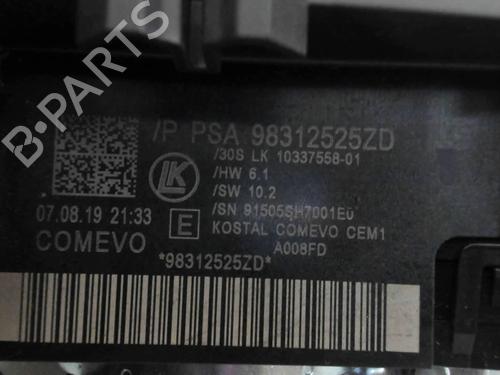 /P PSA 98312525ZD
/30S LK 10337558-01
/HW 6.1
/SW 10.2
/SN 91505SH7001E0
KOSTAL COMEVO CEM1
A008FD
LK
07.08.19 21:33
E
COMEVO
*98312525ZD*
B-PARTS